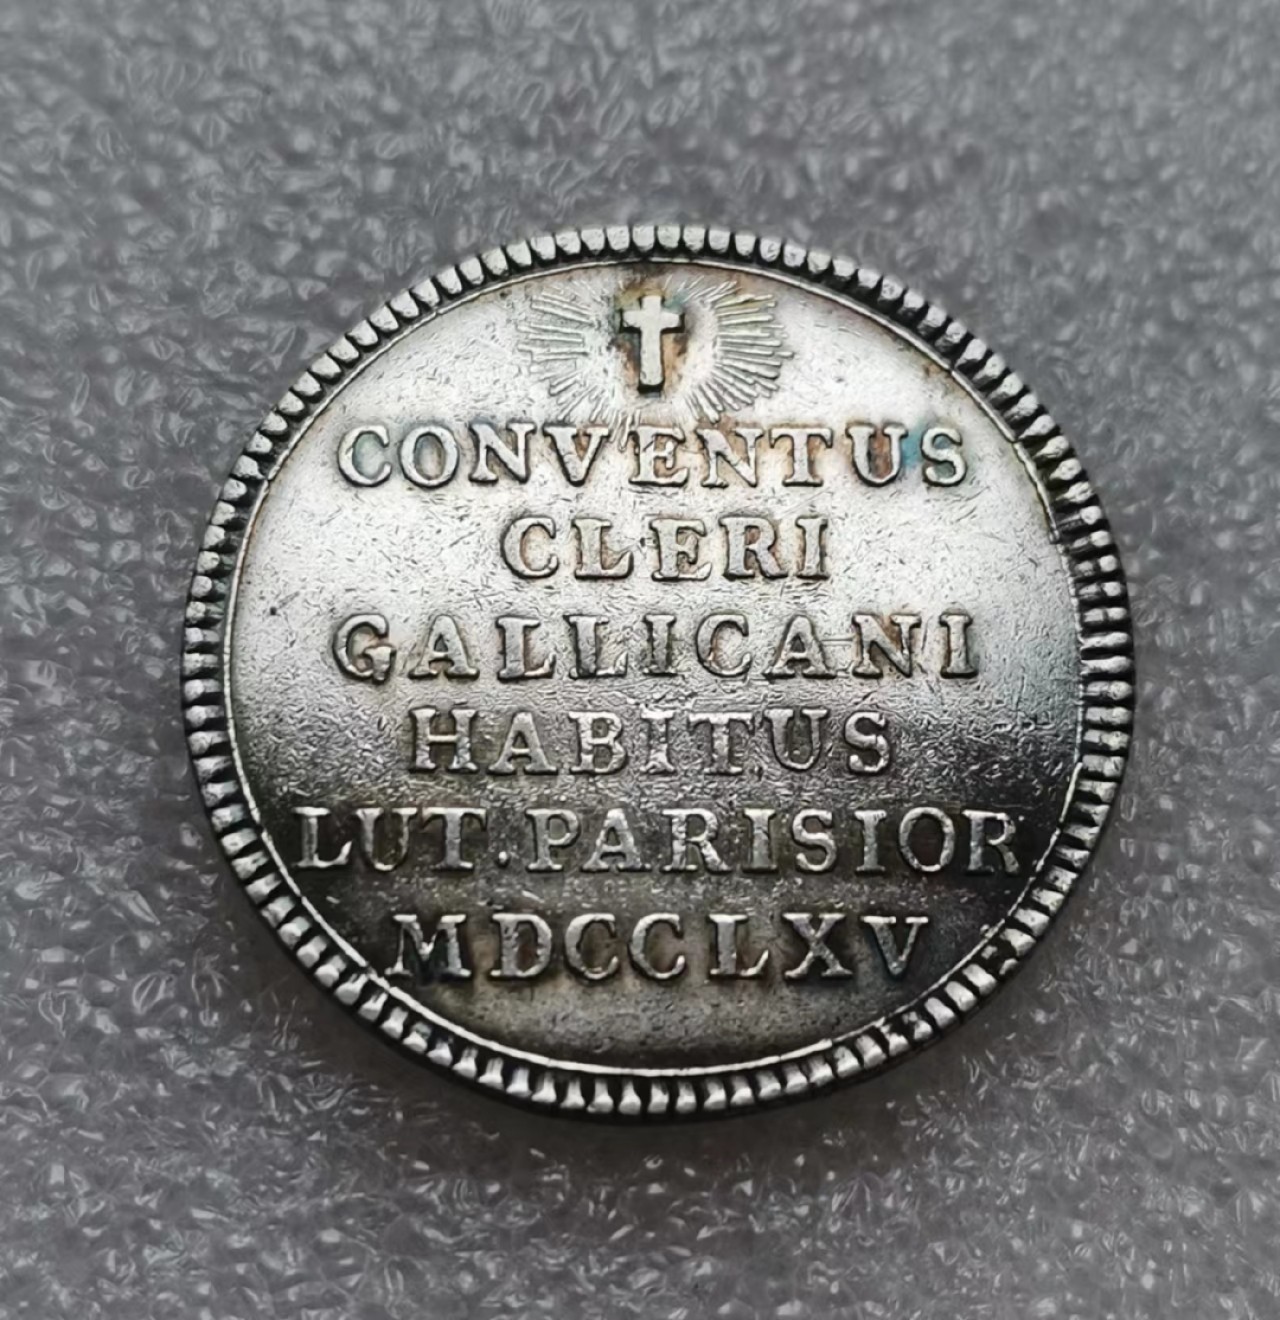 CONVENTUS
CLERI
GALLICANI
HABITUS
LUT. PARISIOR
MDCCLXV